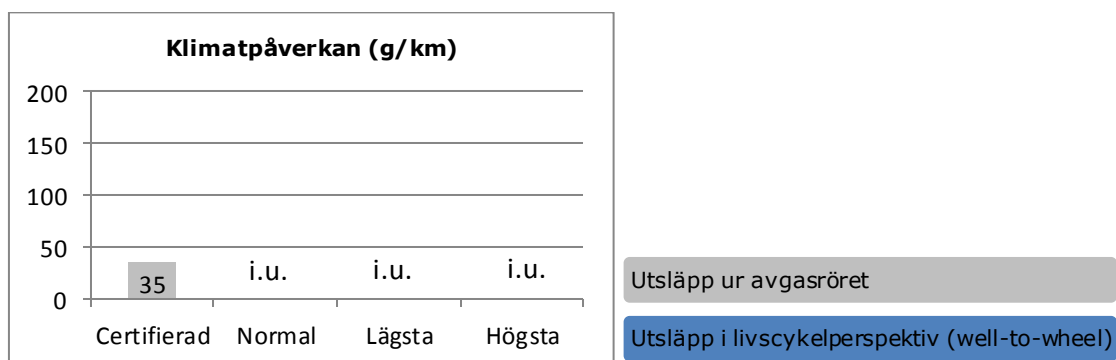 Klimatpåverkan (g/km)
200
150
100
50
0
35
i.u.
i.u.
i.u.
Certifierad Normal Lägsta Högsta
Utsläpp ur avgasröret
Utsläpp i livscykelperspektiv (well-to-wheel)